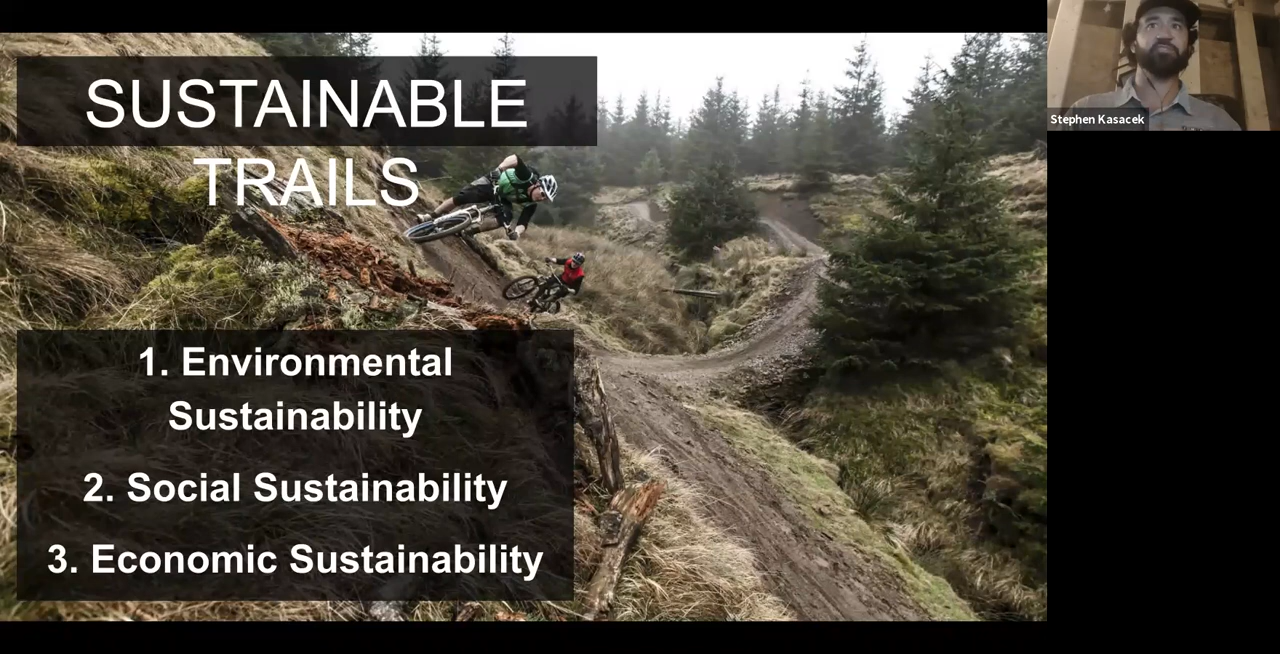 SUSTAINABLE
TRAILS
1. Environmental
Sustainability
2. Social Sustainability
3. Economic Sustainability
Stephen Kasacek